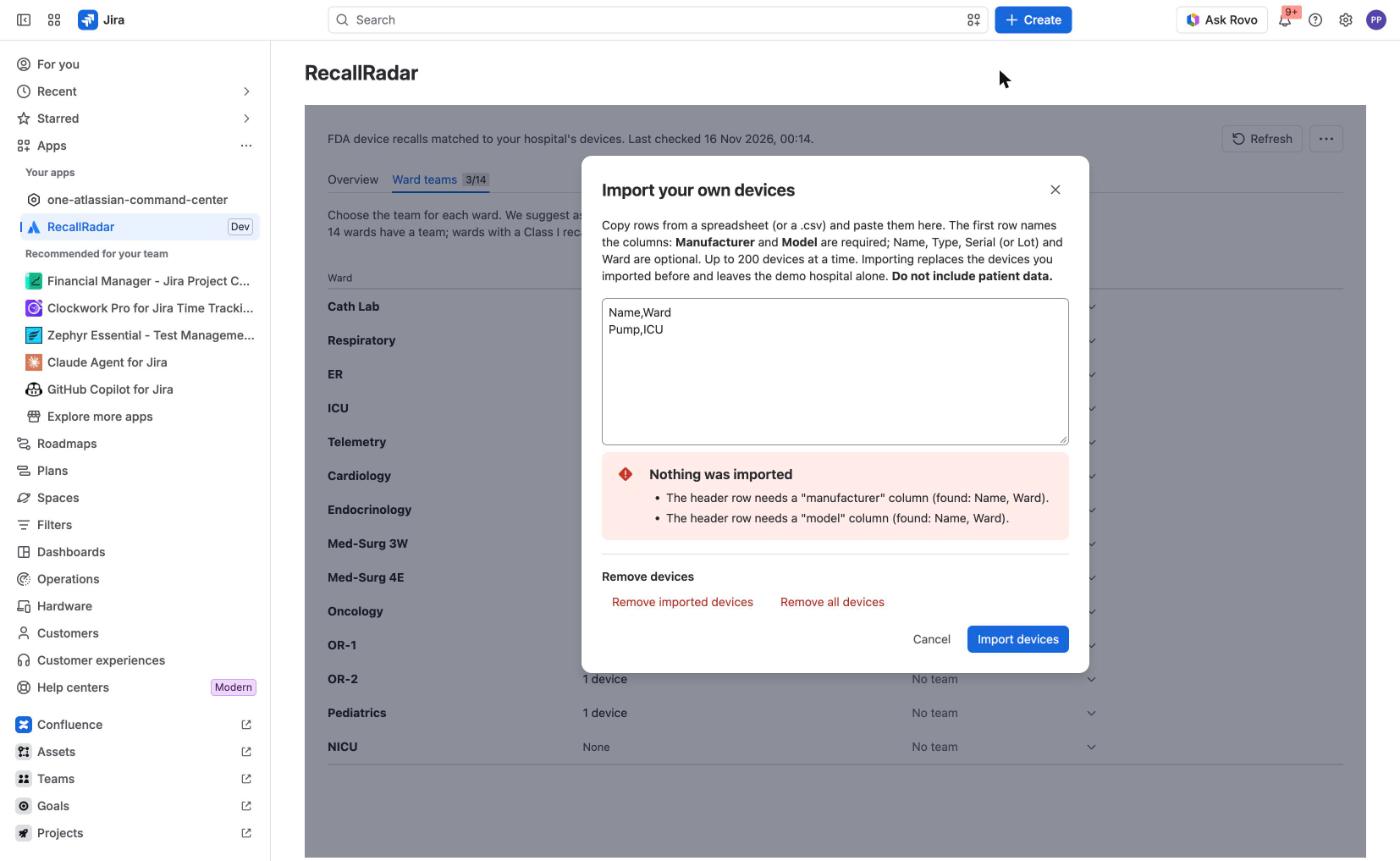 Jira
Search
Create
Ask Rovo
9+
PP
For you
Recent
Starred
Apps
Your apps
one-atlassian-command-center
RecallRadar
Dev
Recommended for your team
Financial Manager - Jira Project C...
Clockwork Pro for Jira Time Tracki...
Zephyr Essential - Test Manageme...
Claude Agent for Jira
GitHub Copilot for Jira
Explore more apps
Roadmaps
Plans
Spaces
Filters
Dashboards
Operations
Hardware
Customers
Customer experiences
Help centers
Modern
Confluence
Assets
Teams
Goals
Projects
RecallRadar
FDA device recalls matched to your hospital's devices. Last checked 16 Nov 2026, 00:14.
Refresh
Overview
Ward teams 3/14
Choose the team for each ward. We suggest as
14 wards have a team; wards with a Class I rec
Ward
Cath Lab
Respiratory
ER
ICU
Telemetry
Cardiology
Endocrinology
Med-Surg 3W
Med-Surg 4E
Oncology
OR-1
OR-2 1 device No team
Pediatrics 1 device No team
NICU None No team
Import your own devices
Copy rows from a spreadsheet (or a .csv) and paste them here. The first row names
the columns: Manufacturer and Model are required; Name, Type, Serial (or Lot) and
Ward are optional. Up to 200 devices at a time. Importing replaces the devices you
imported before and leaves the demo hospital alone. Do not include patient data.
Name,Ward
Pump,ICU
Nothing was imported
• The header row needs a "manufacturer" column (found: Name, Ward).
• The header row needs a "model" column (found: Name, Ward).
Remove devices
Remove imported devices
Remove all devices
Cancel
Import devices